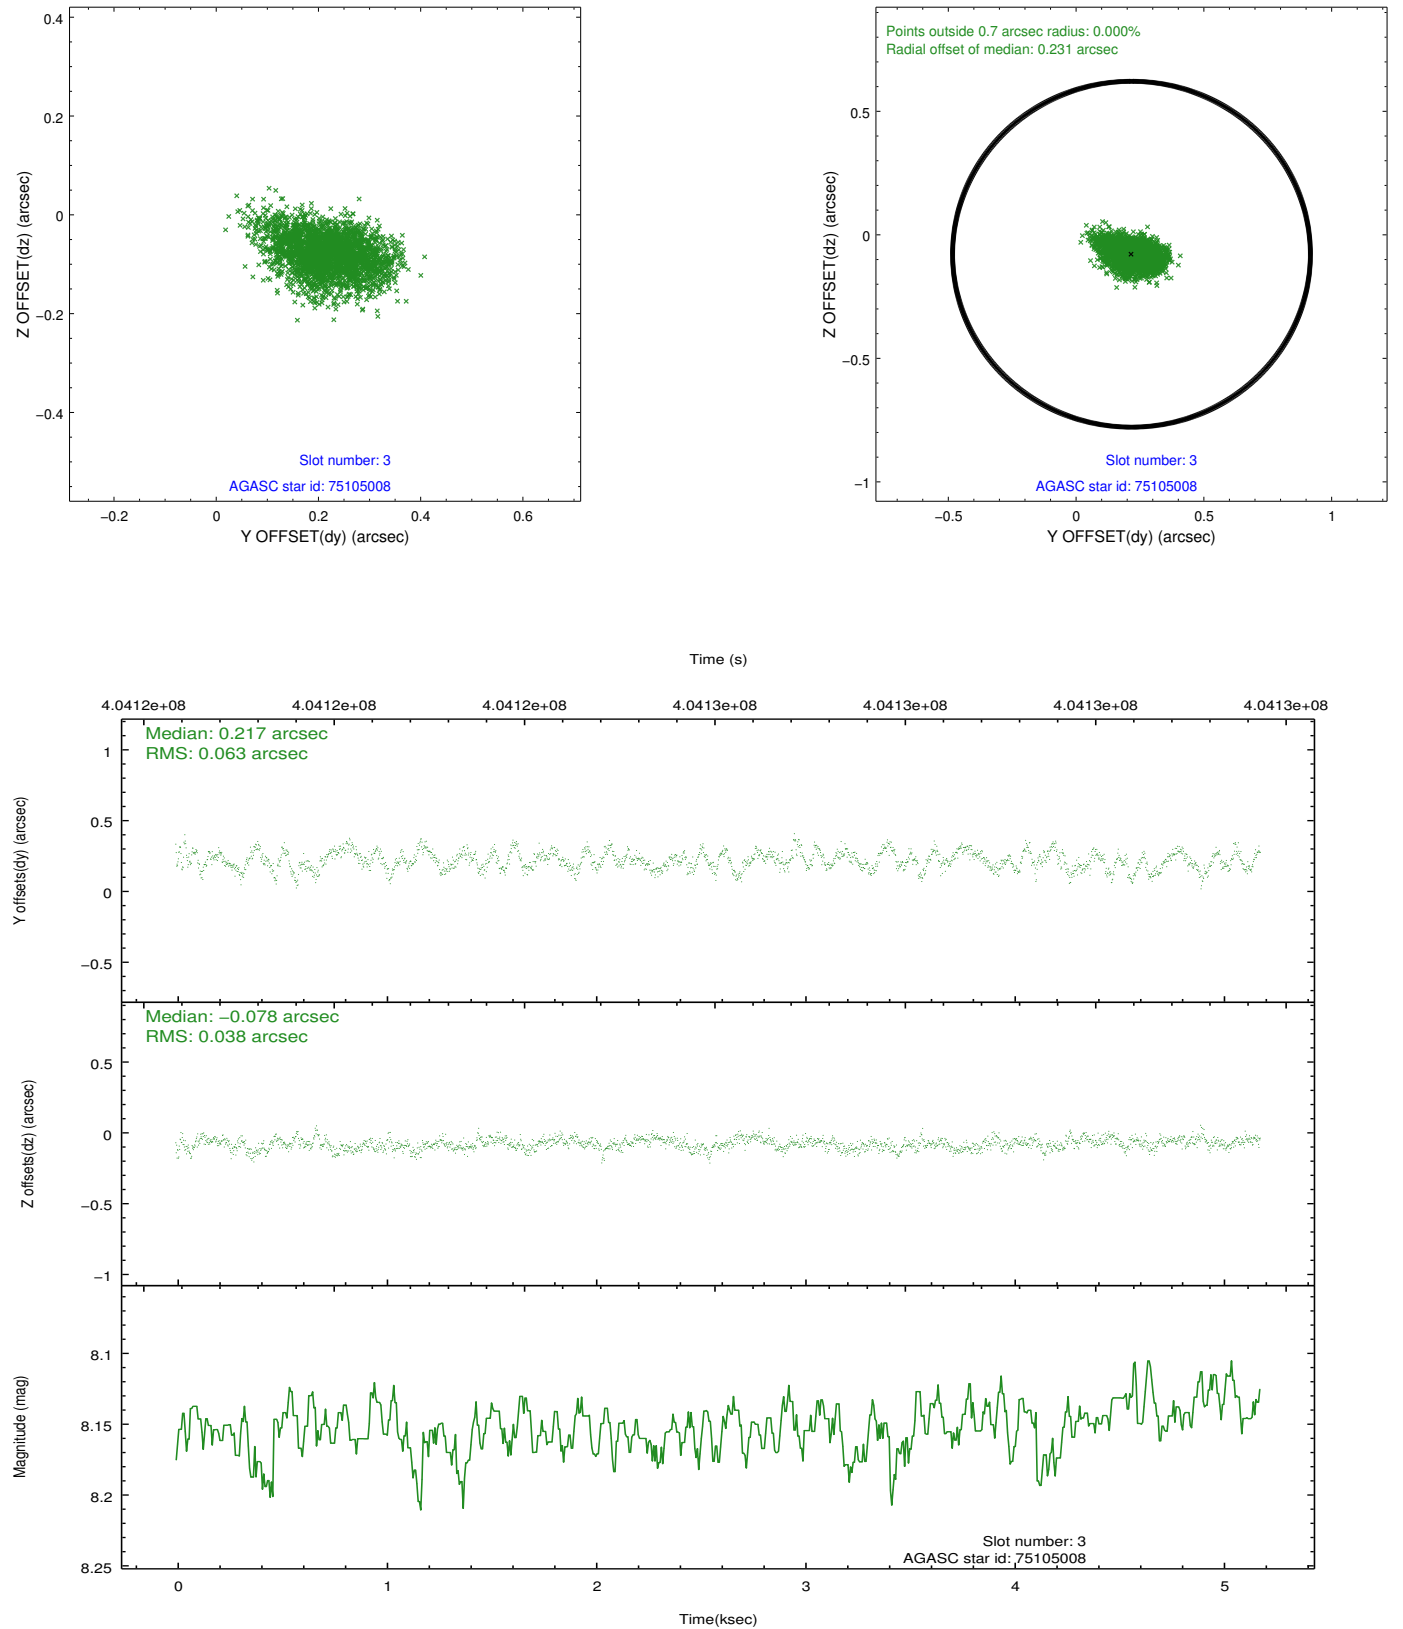 0.4
0.2
0
−0.2
−0.4
Z OFFSET(dz) (arcsec)
Slot number: 3
AGASC star id: 75105008
−0.2 0 0.2 0.4 0.6
Y OFFSET(dy) (arcsec)
Points outside 0.7 arcsec radius: 0.000%
Radial offset of median: 0.231 arcsec
0.5
0
−0.5
−1
Z OFFSET(dz) (arcsec)
Slot number: 3
AGASC star id: 75105008
−0.5 0 0.5 1
Y OFFSET(dy) (arcsec)
Time (s)
4.0412e+08 4.0412e+08 4.0412e+08 4.0413e+08 4.0413e+08 4.0413e+08 4.0413e+08
Median: 0.217 arcsec
RMS: 0.063 arcsec
1
0.5
0
−0.5
Y offsets(dy) (arcsec)
Median: −0.078 arcsec
RMS: 0.038 arcsec
0.5
0
−0.5
−1
Z offsets(dz) (arcsec)
8.1
8.15
8.2
8.25
Magnitude (mag)
Slot number: 3
AGASC star id: 75105008
0 1 2 3 4 5
Time(ksec)